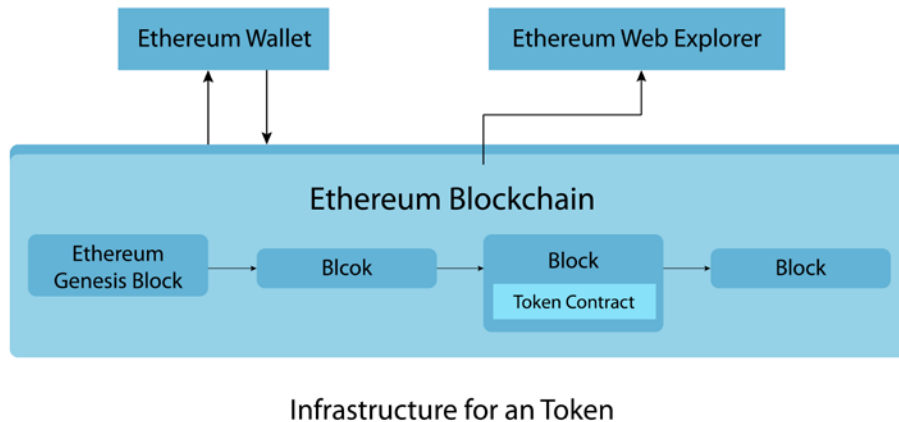 Ethereum Wallet
Ethereum Web Explorer
Ethereum Blockchain
Ethereum
Genesis Block
Blcok
Block
Token Contract
Block
Infrastructure for an Token